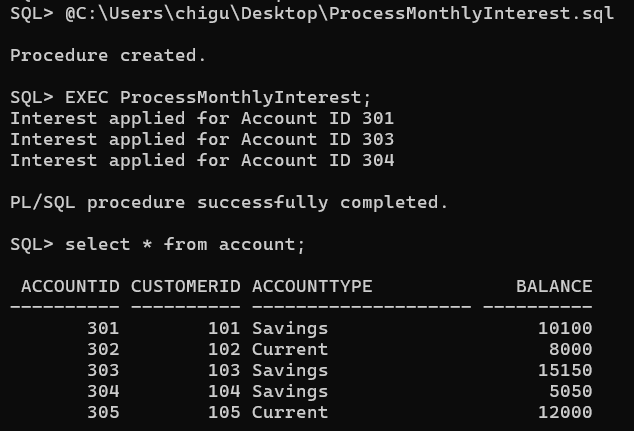 SQL> @C:\Users\chigu\Desktop\ProcessMonthlyInterest.sql
Procedure created.
SQL> EXEC ProcessMonthlyInterest;
Interest applied for Account ID 301
Interest applied for Account ID 303
Interest applied for Account ID 304
PL/SQL procedure successfully completed.
SQL> select * from account;
 ACCOUNTID CUSTOMERID ACCOUNTTYPE             BALANCE
---------- ---------- -------------------- ----------
       301        101 Savings                   10100
       302        102 Current                    8000
       303        103 Savings                   15150
       304        104 Savings                    5050
       305        105 Current                   12000